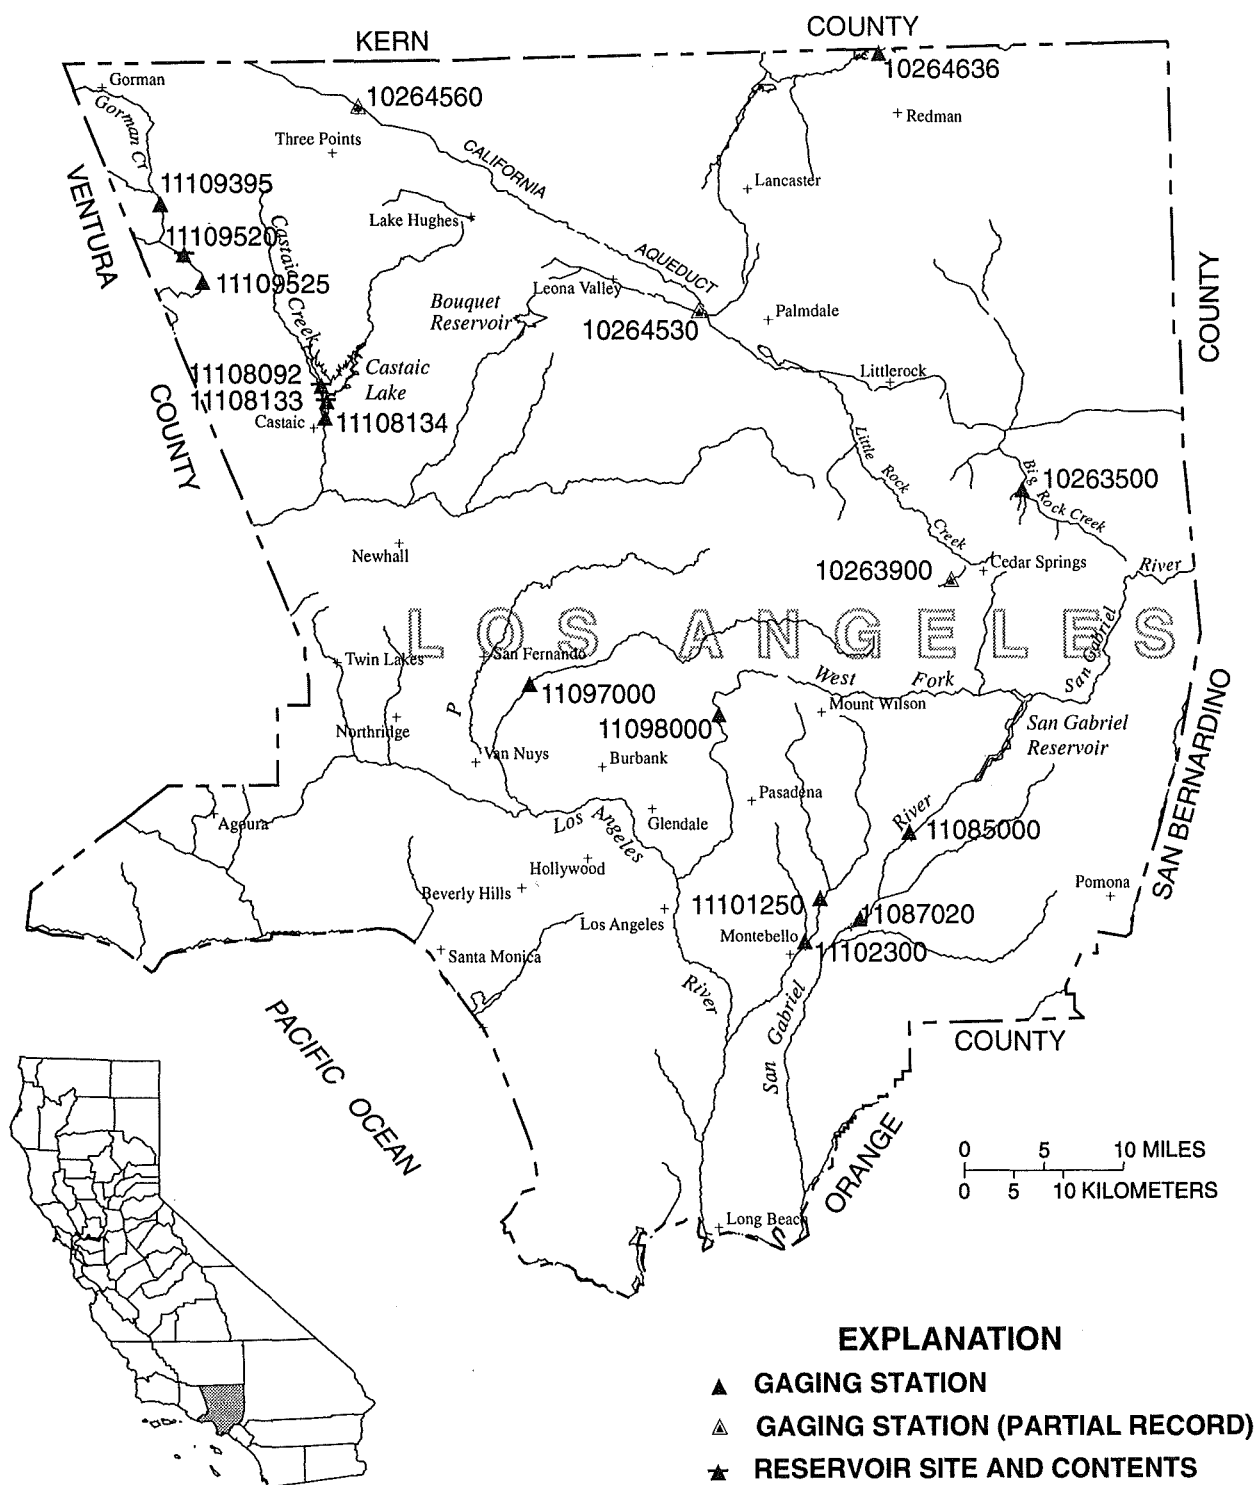 KERN
COUNTY
Gorman
Gorman Cr
10264560
10264636
Redman
Three Points
CALIFORNIA
AQUEDUCT
VENTURA
COUNTY
11109395
11109520
11109525
Castaic Creek
Lake Hughes
Lancaster
Leona Valley
Bouquet
Reservoir
10264530
Palmdale
COUNTY
11108092
11108133
11108134
Castaic
Lake
Castaic
Littlerock
Little Rock Creek
Big Rock Creek
10263500
Newhall
10263900
Cedar Springs
River
LOS ANGELES
San Gabriel
Twin Lakes
San Fernando
P
11097000
West Fork
Mount Wilson
11098000
San Gabriel
Reservoir
Northridge
Van Nuys
Burbank
Pasadena
SAN BERNARDINO
Agoura
Los Angeles
Glendale
River
11085000
Hollywood
Beverly Hills
11101250
11087020
Pomona
Los Angeles
Montebello
11102300
Santa Monica
River
San Gabriel
PACIFIC OCEAN
COUNTY
ORANGE
Long Beach
0 5 10 MILES
0 5 10 KILOMETERS
EXPLANATION
GAGING STATION
GAGING STATION (PARTIAL RECORD)
RESERVOIR SITE AND CONTENTS